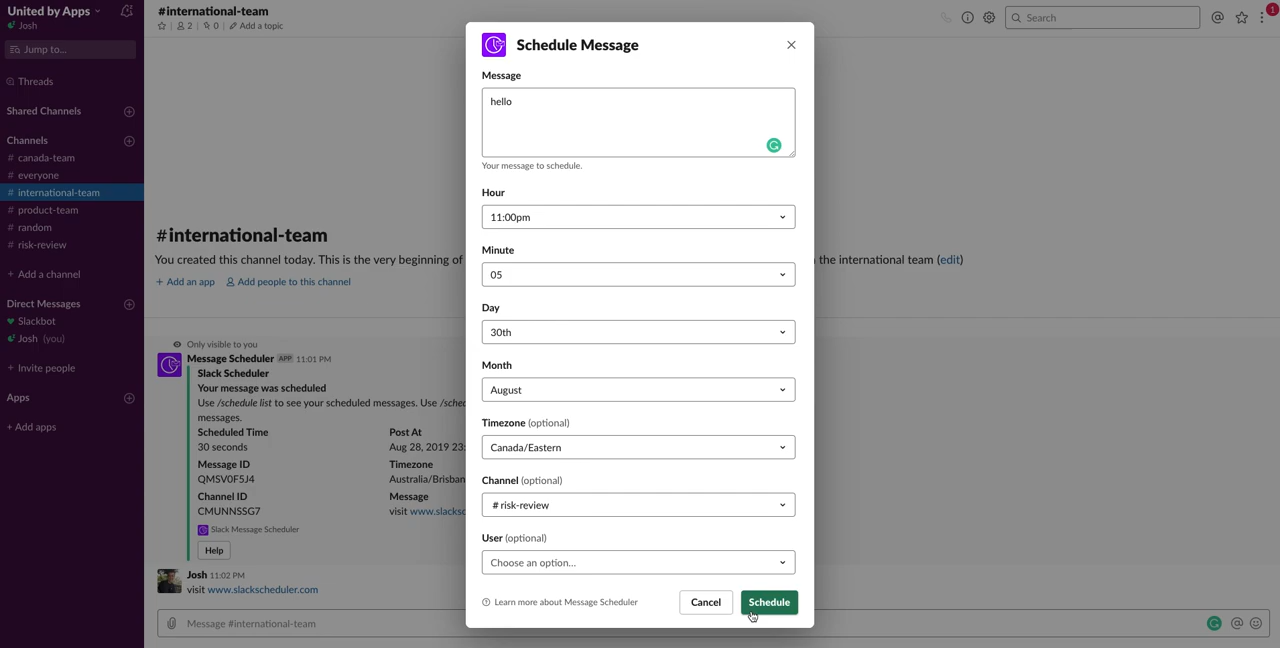 United by Apps
Josh
Jump to...
Threads
Shared Channels
Channels
# canada-team
# everyone
# international-team
# product-team
# random
# risk-review
+ Add a channel
Direct Messages
Slackbot
Josh (you)
+ Invite people
Apps
+ Add apps
#international-team
2 | 0 | Add a topic
Search
1
#international-team
You created this channel today. This is the very beginning of
the international team (edit)
+ Add an app Add people to this channel
Only visible to you
Message Scheduler APP 11:01 PM
Slack Scheduler
Your message was scheduled
Use /schedule list to see your scheduled messages. Use
messages.
Scheduled Time Post At
30 seconds Aug 28, 2019
Message ID Timezone
QMSV0F5J4
Channel ID Message
CMUNNSSG7 visit
Slack Message Scheduler
Help
Josh 11:02 PM
visit www.slackscheduler.com
Message #international-team
Schedule Message
Message
hello
Your message to schedule.
Hour
11:00pm
Minute
05
Day
30th
Month
August
Timezone (optional)
Canada/Eastern
Channel (optional)
# risk-review
User (optional)
Choose an option...
Learn more about Message Scheduler
Cancel
Schedule